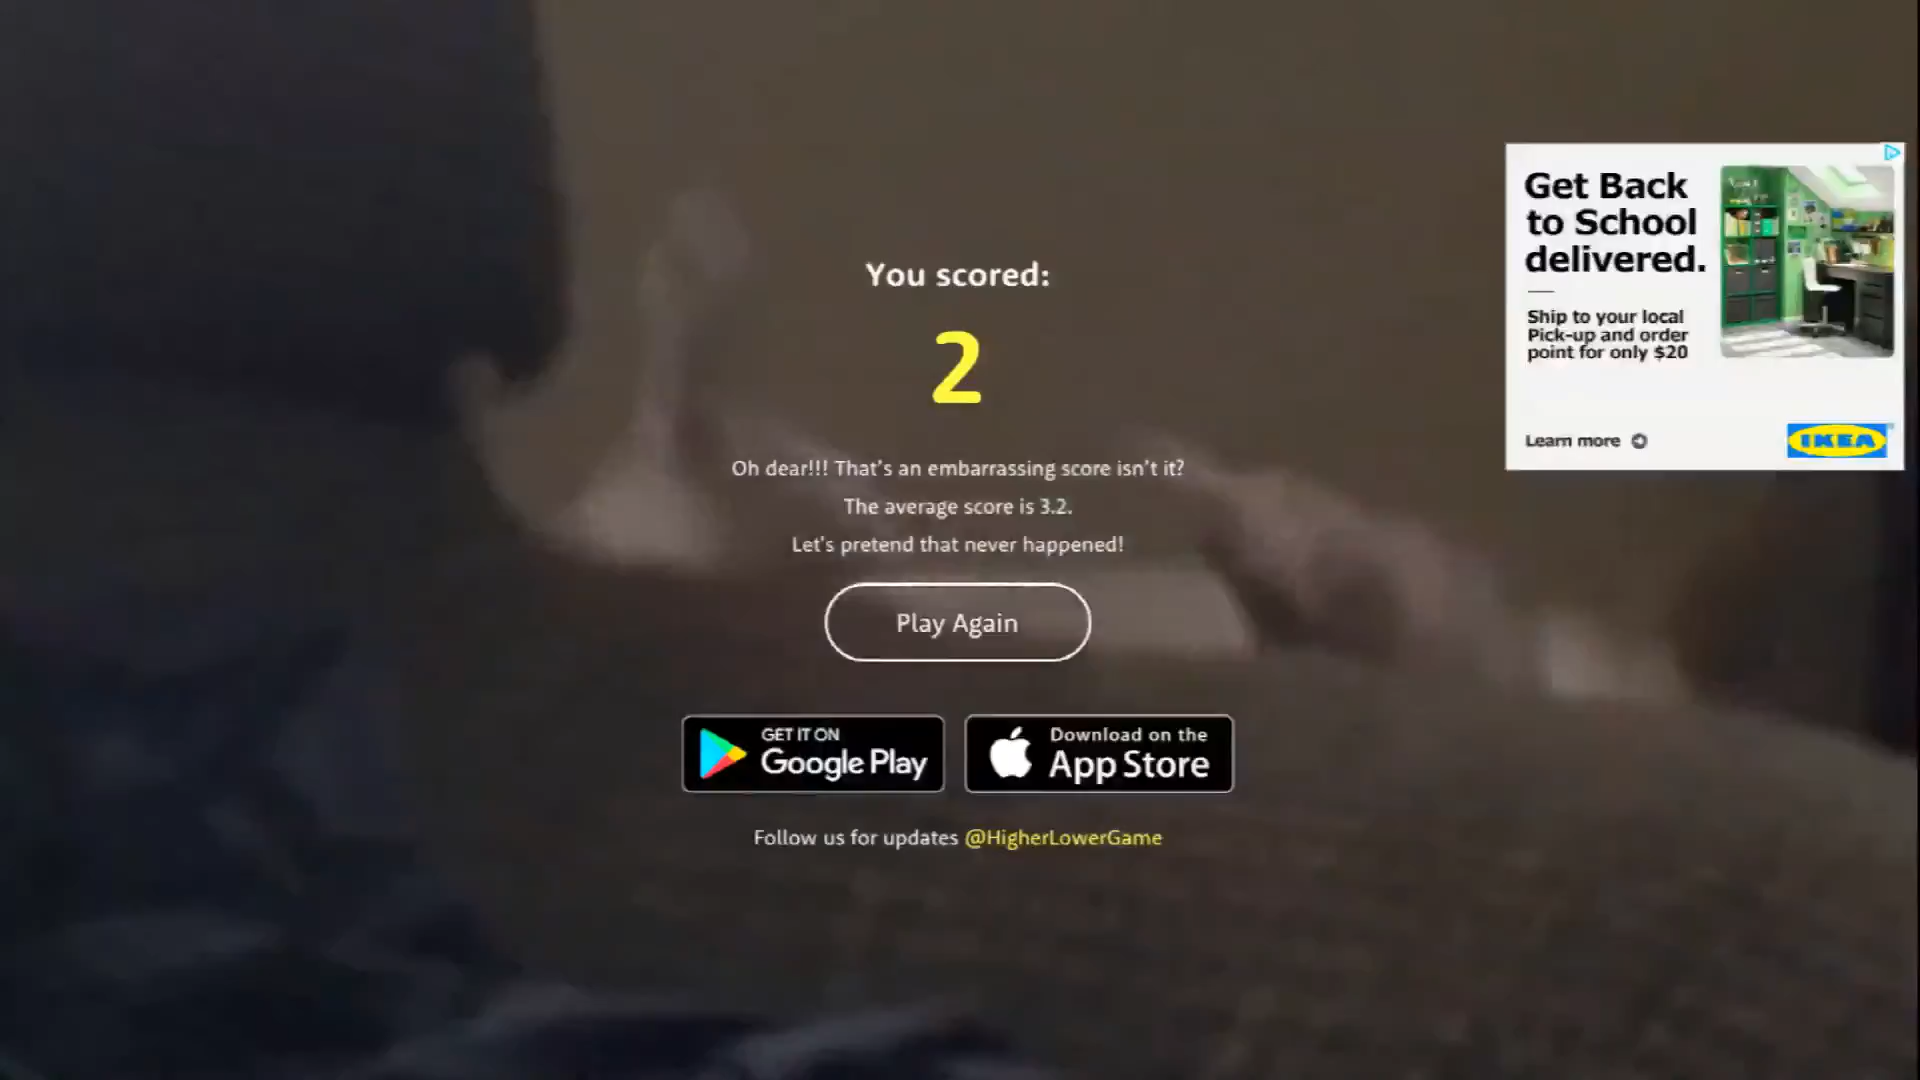 You scored:
2
Oh dear!!! That's an embarrassing score isn't it?
The average score is 3.2.
Let's pretend that never happened!
Play Again
GET IT ON
Google Play
Download on the
App Store
Follow us for updates @HigherLowerGame
Get Back
to School
delivered.
Ship to your local
Pick-up and order
point for only $20
Learn more
IKEA